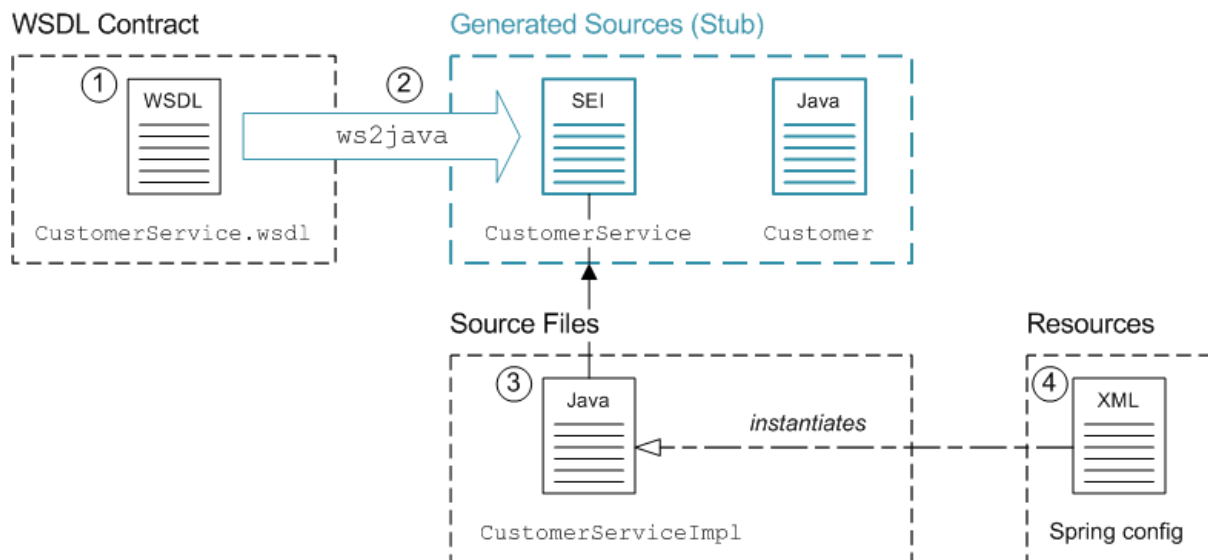 WSDL Contract
Generated Sources (Stub)
1
WSDL
2
ws2java
SEI
Java
CustomerService.wsdl
CustomerService
Customer
Source Files
Resources
3
Java
instantiates
4
XML
CustomerServiceImpl
Spring config